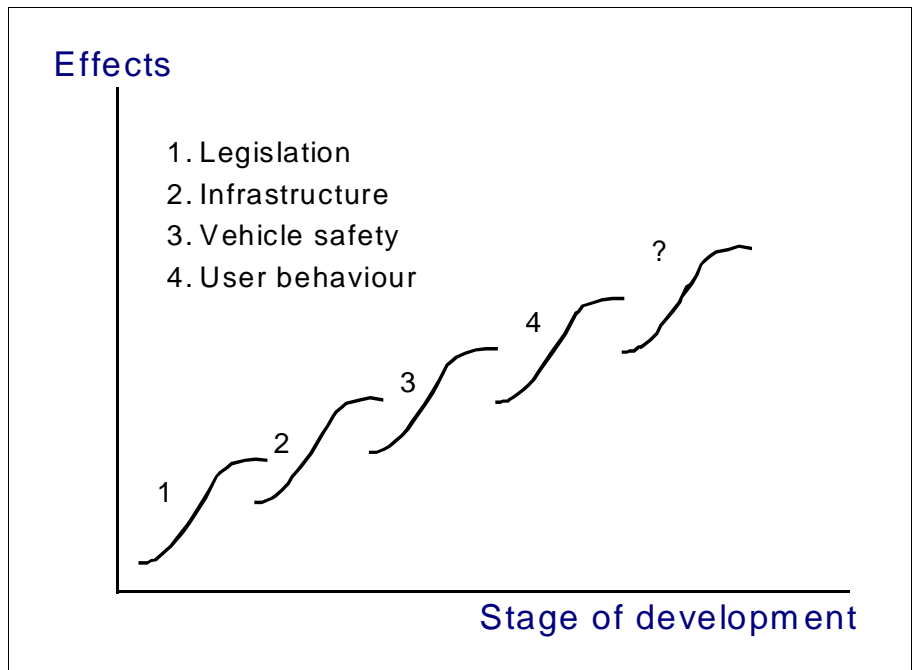 Effects
1. Legislation
2. Infrastructure
3. Vehicle safety
4. User behaviour
?
4
3
2
1
Stage of development